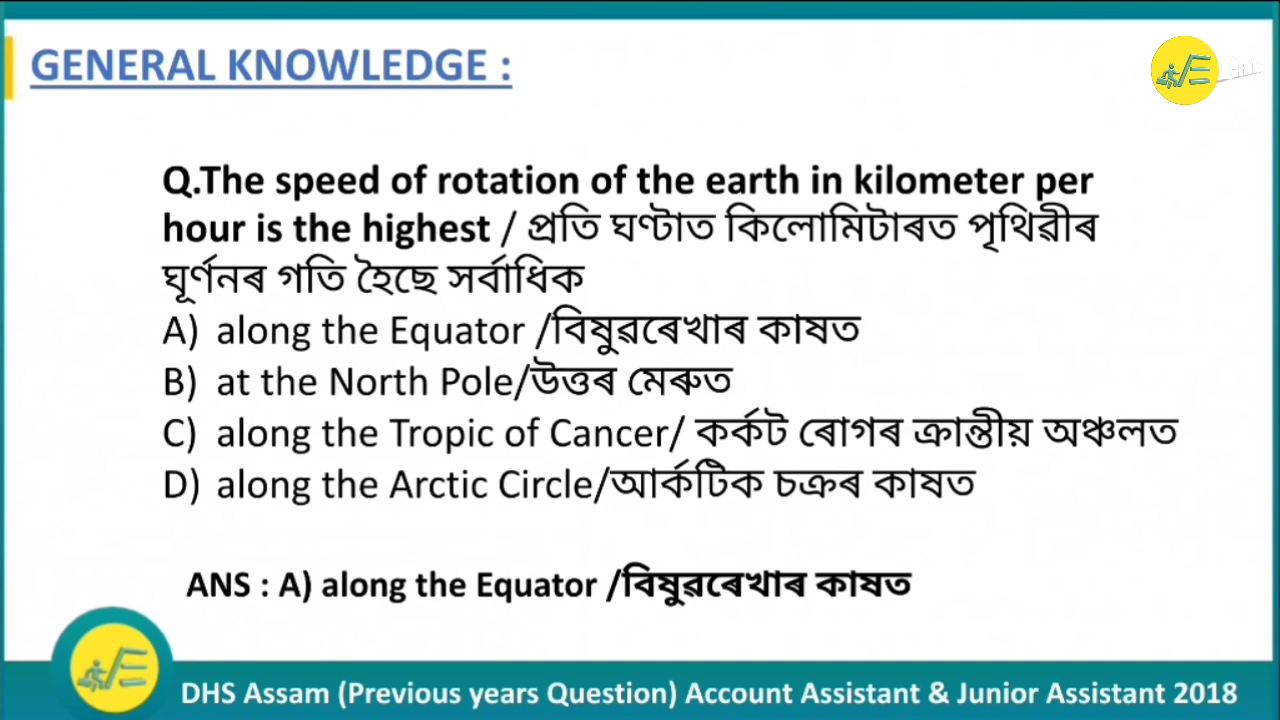 GENERAL KNOWLEDGE :
Q.The speed of rotation of the earth in kilometer per
hour is the highest / প্ৰতি ঘণ্টাত কিলোমিটাৰত পৃথিৱীৰ
ঘূৰ্ণনৰ গতি হৈছে সৰ্বাধিক
A) along the Equator /বিষুৱৰেখাৰ কাষত
B) at the North Pole/উত্তৰ মেৰুত
C) along the Tropic of Cancer/ কৰ্কট ৰোগৰ ক্ৰান্তীয় অঞ্চলত
D) along the Arctic Circle/আৰ্কটিক চক্ৰৰ কাষত
ANS : A) along the Equator /বিষুৱৰেখাৰ কাষত
DHS Assam (Previous years Question) Account Assistant & Junior Assistant 2018